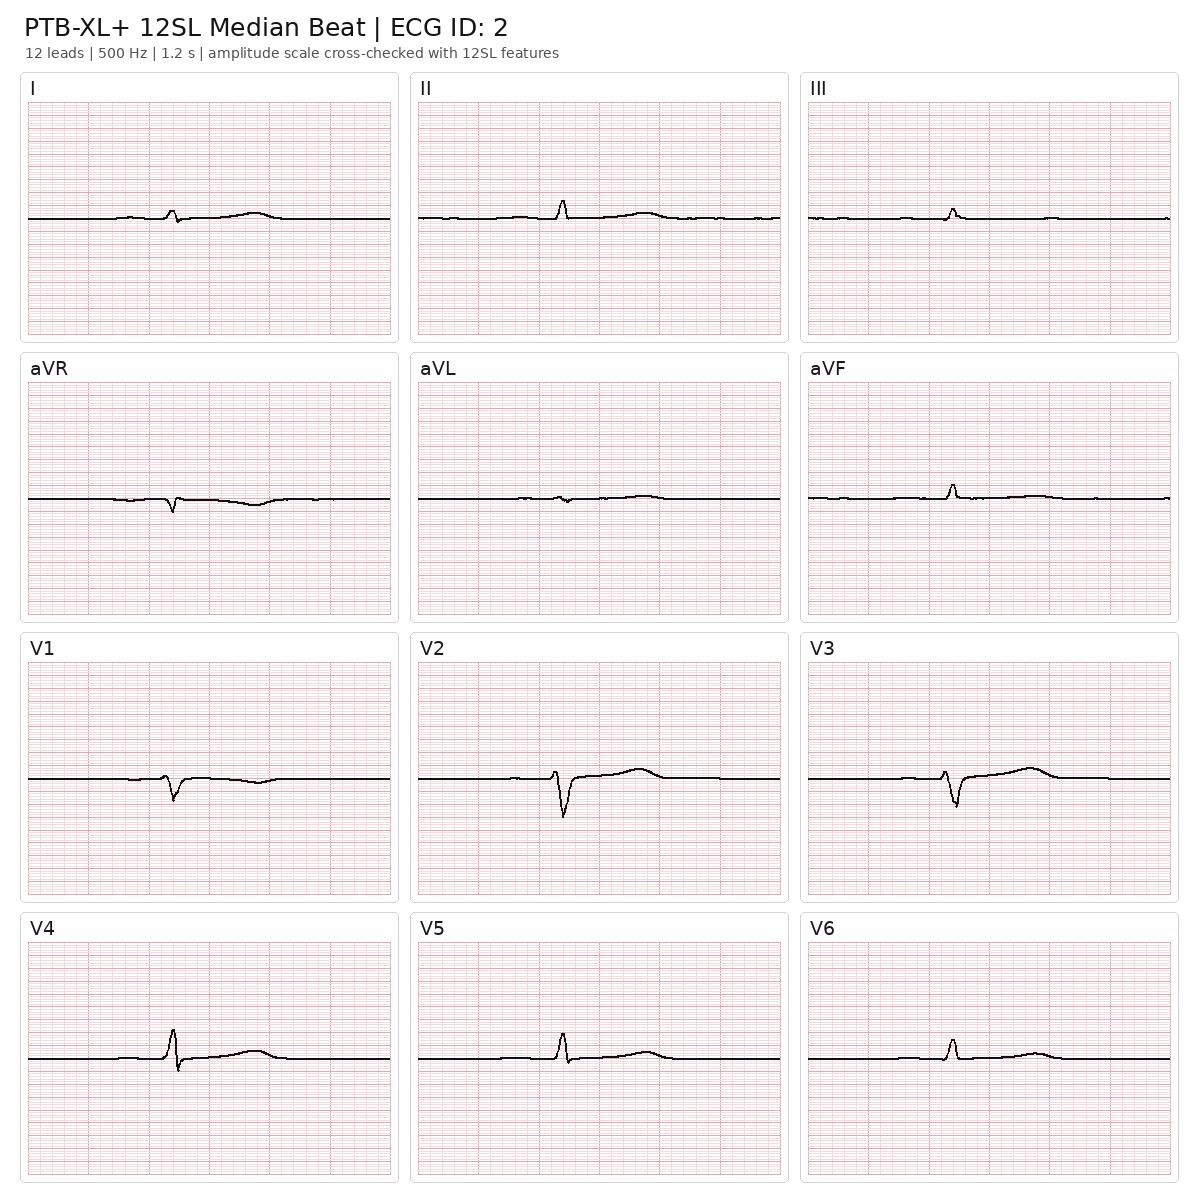 PTB-XL+ 12SL Median Beat | ECG ID: 2
12 leads | 500 Hz | 1.2 s | amplitude scale cross-checked with 12SL features
I
II
III
aVR
aVL
aVF
V1
V2
V3
V4
V5
V6